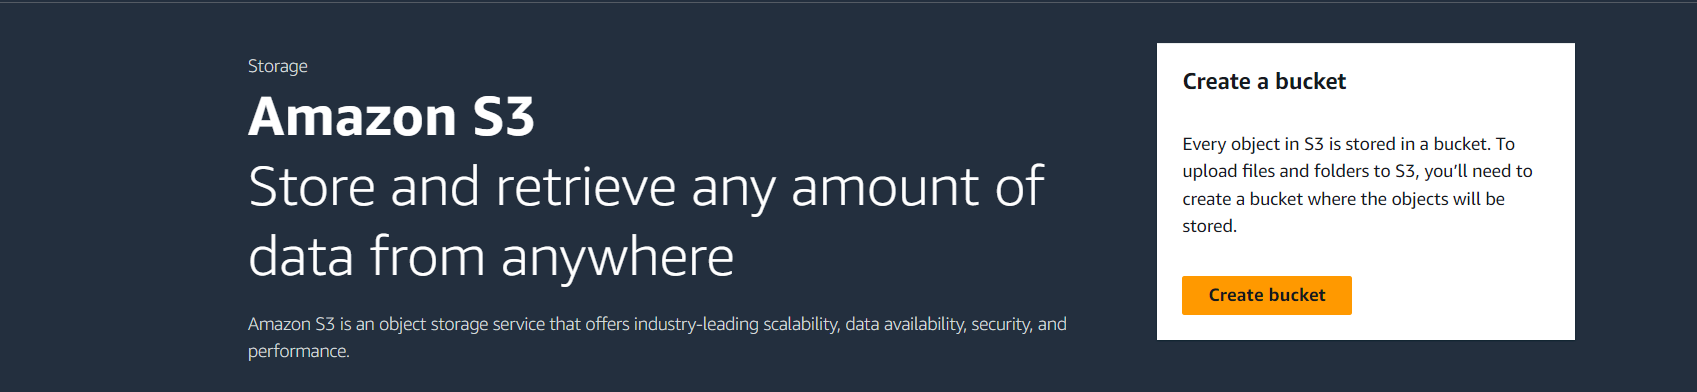 Storage
Amazon S3
Store and retrieve any amount of
data from anywhere
Amazon S3 is an object storage service that offers industry-leading scalability, data availability, security, and
performance.
Create a bucket
Every object in S3 is stored in a bucket. To
upload files and folders to S3, you’ll need to
create a bucket where the objects will be
stored.
Create bucket